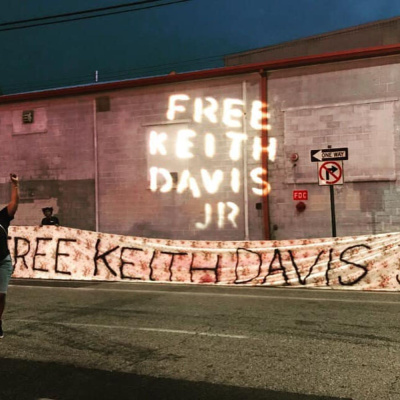 FREE
KEITH
DAVIS
JR
ONE WAY
FDC
FREE KEITH DAVIS J